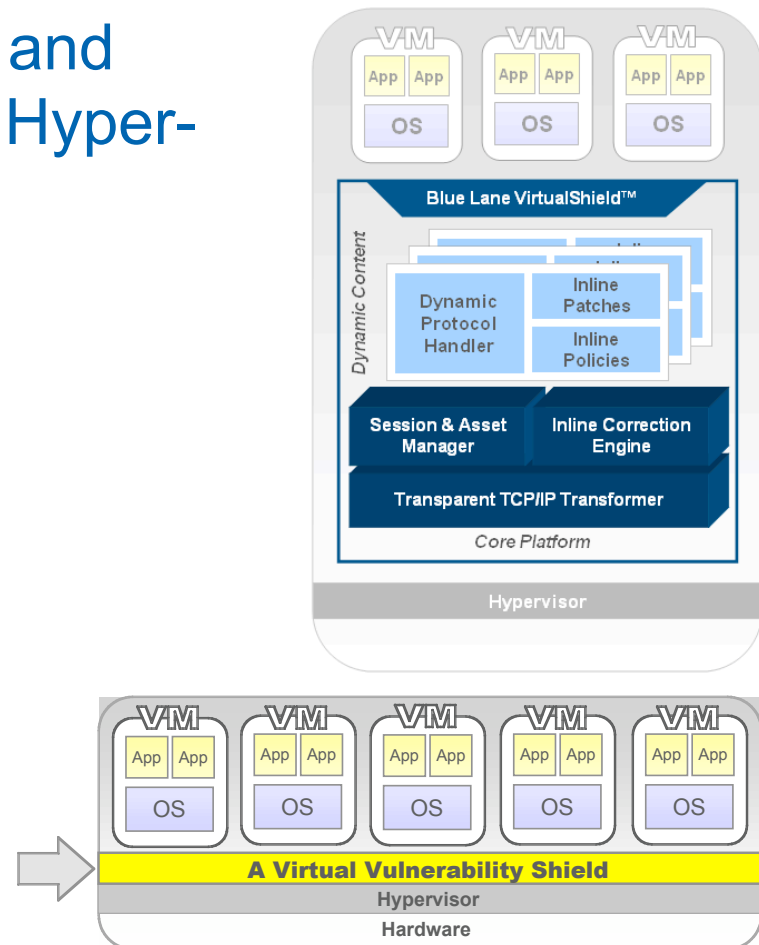 and
Hyper-
VM VM VM
App App App App App App
OS OS OS
Blue Lane VirtualShield™
Dynamic Content
Dynamic
Protocol
Handler
Inline
Patches
Inline
Policies
Session & Asset
Manager
Inline Correction
Engine
Transparent TCP/IP Transformer
Core Platform
Hypervisor
VM VM VM VM VM
App App App App App App App App App App
OS OS OS OS OS
A Virtual Vulnerability Shield
Hypervisor
Hardware